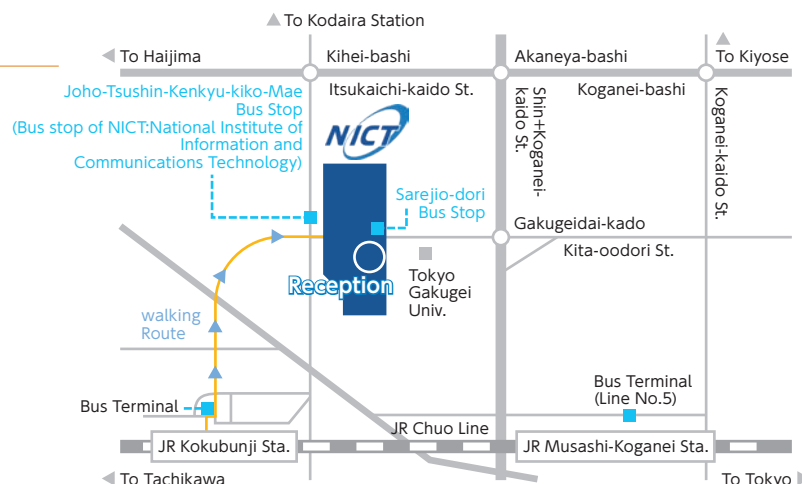 To Kodaira Station
To Haijima
Kihei-bashi
Akaneya-bashi
To Kiyose
Joho-Tsushin-Kenkyu-kiko-Mae
Bus Stop
(Bus stop of NICT:National Institute of
Information and
Communications Technology)
Itsukaichi-kaido St.
Koganei-bashi
Shin+Koganei-
kaido St.
Koganei-kaido St.
NICT
Sarejio-dori
Bus Stop
Gakugeidai-kado
Kita-oodori St.
Reception
Tokyo
Gakugei
Univ.
walking
Route
Bus Terminal
(Line No.5)
Bus Terminal
JR Chuo Line
JR Kokubunji Sta.
JR Musashi-Koganei Sta.
To Tachikawa
To Tokyo